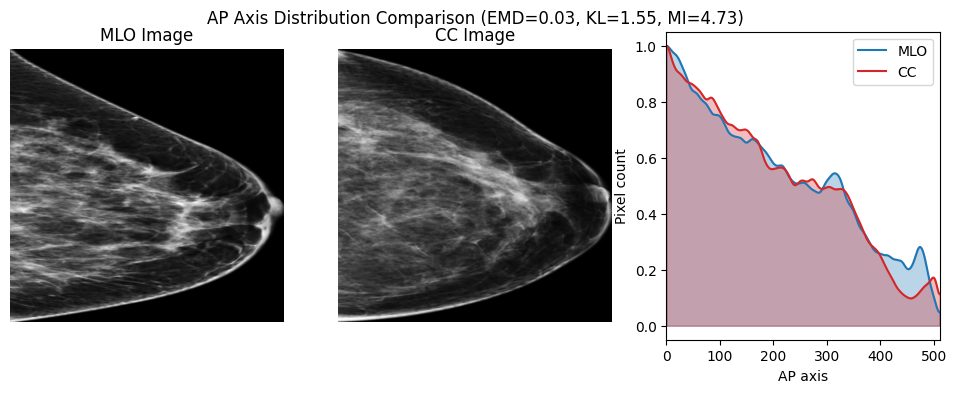 AP Axis Distribution Comparison (EMD=0.03, KL=1.55, MI=4.73)
MLO Image
CC Image
MLO
CC
Pixel count
1.0
0.8
0.6
0.4
0.2
0.0
0 100 200 300 400 500
AP axis